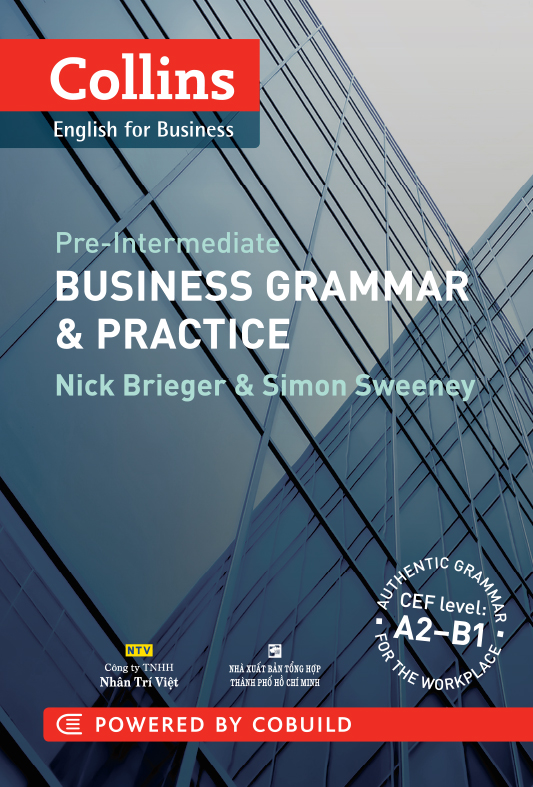 Collins
English for Business
Pre-Intermediate
BUSINESS GRAMMAR
& PRACTICE
Nick Brieger & Simon Sweeney
AUTHENTIC GRAMMAR
CEF level:
A2–B1
FOR THE WORKPLACE
NTV
Công ty TNHH
Nhân Trí Việt
NHÀ XUẤT BẢN TỔNG HỢP
THÀNH PHỐ HỒ CHÍ MINH
POWERED BY COBUILD